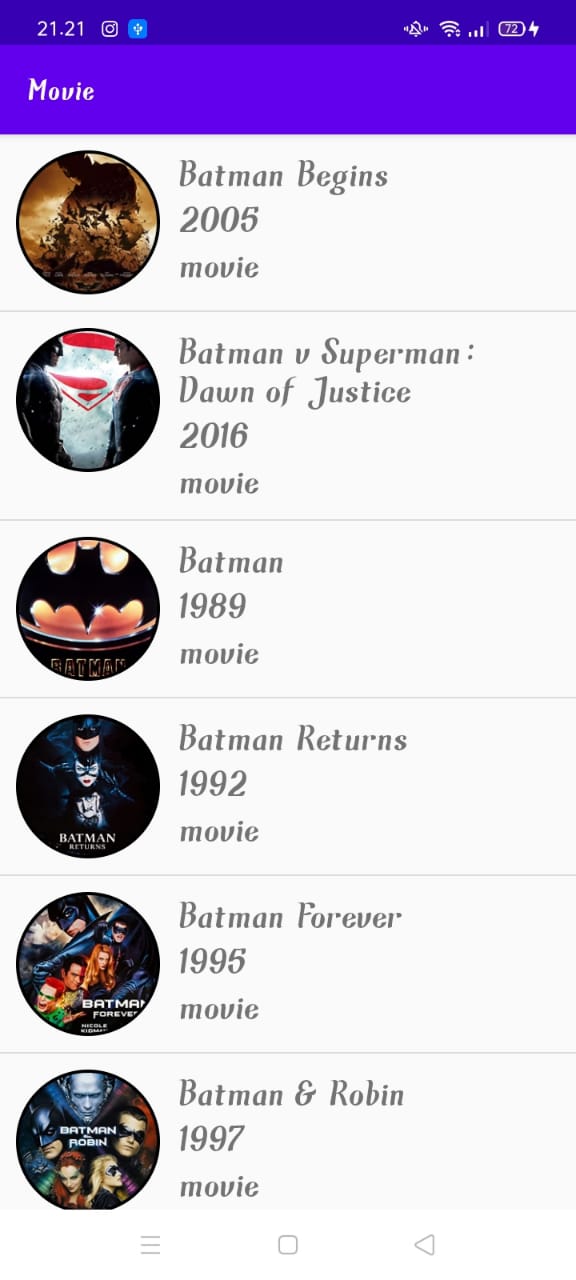 21.21
72
Movie
Batman Begins
2005
movie
Batman v Superman:
Dawn of Justice
2016
movie
BATMAN
Batman
1989
movie
BATMAN
RETURNS
Batman Returns
1992
movie
BATMAN
FOREVER
NICOLE
Batman Forever
1995
movie
BATMAN
ROBIN
Batman & Robin
1997
movie